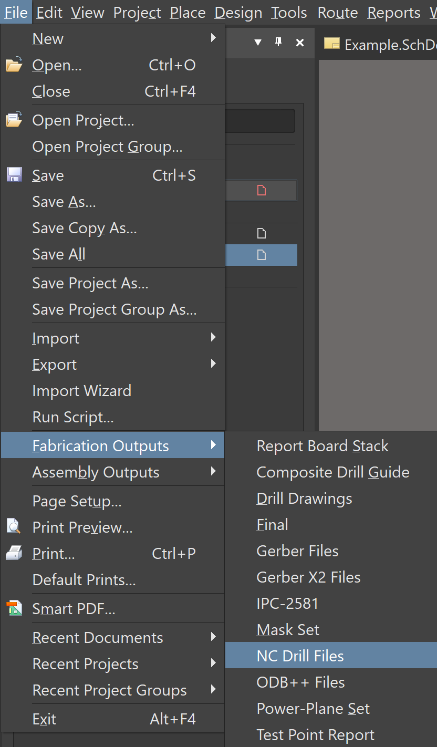 File Edit View Project Place Design Tools Route Reports
Example.SchDo
New
Open... Ctrl+O
Close Ctrl+F4
Open Project...
Open Project Group...
Save Ctrl+S
Save As...
Save Copy As...
Save All
Save Project As...
Save Project Group As...
Import
Export
Import Wizard
Run Script...
Fabrication Outputs
Assembly Outputs
Page Setup...
Print Preview...
Print... Ctrl+P
Default Prints...
Smart PDF...
Recent Documents
Recent Projects
Recent Project Groups
Exit Alt+F4
Report Board Stack
Composite Drill Guide
Drill Drawings
Final
Gerber Files
Gerber X2 Files
IPC-2581
Mask Set
NC Drill Files
ODB++ Files
Power-Plane Set
Test Point Report